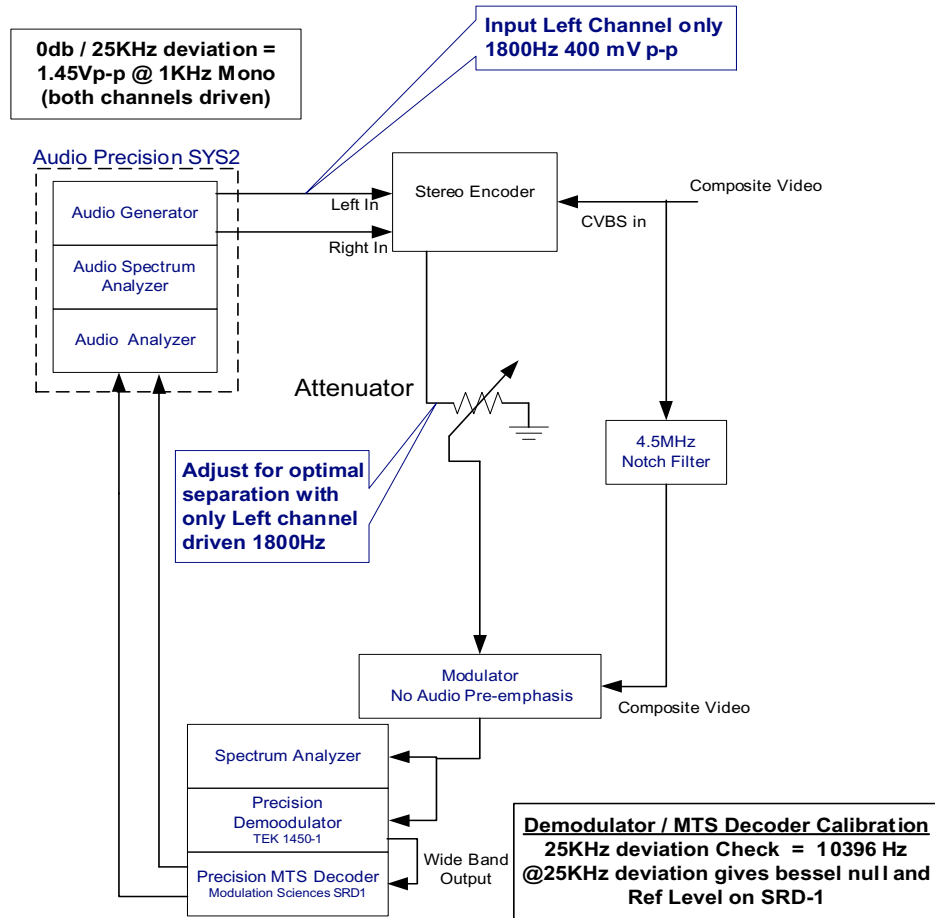 0db / 25KHz deviation =
1.45Vp-p @ 1KHz Mono
(both channels driven)
Input Left Channel only
1800Hz 400 mV p-p
Audio Precision SYS2
Audio Generator
Audio Spectrum
Analyzer
Audio Analyzer
Left In
Right In
Stereo Encoder
Composite Video
CVBS in
Attenuator
4.5MHz
Notch Filter
Adjust for optimal
separation with
only Left channel
driven 1800Hz
Modulator
No Audio Pre-emphasis
Composite Video
Spectrum Analyzer
Precision
Demoodulator
TEK 1450-1
Precision MTS Decoder
Modulation Sciences SRD1
Wide Band
Output
Demodulator / MTS Decoder Calibration
25KHz deviation Check = 10396 Hz
@25KHz deviation gives bessel null and
Ref Level on SRD-1